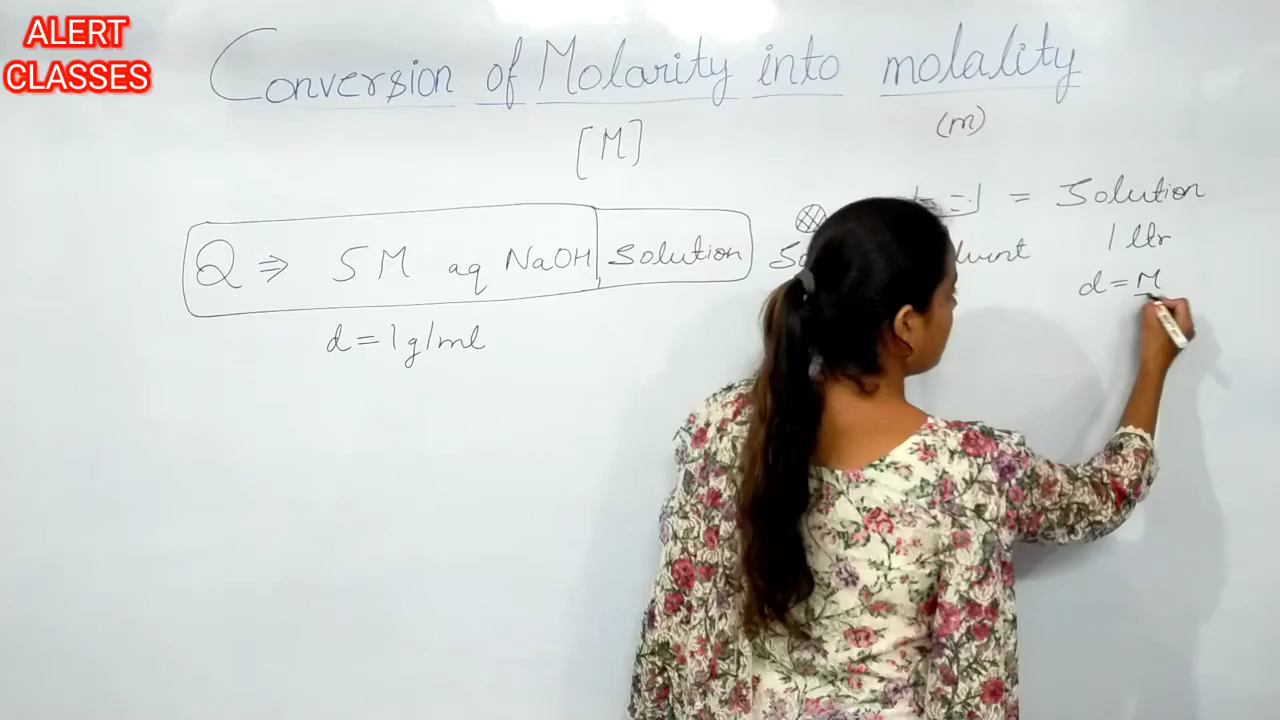 ALERT
CLASSES
Conversion of Molarity into molality
[M]
(m)
Q ⇒ 5 M aq NaOH Solution
d = 1 g/ml
= Solution
1 ltr
d = M